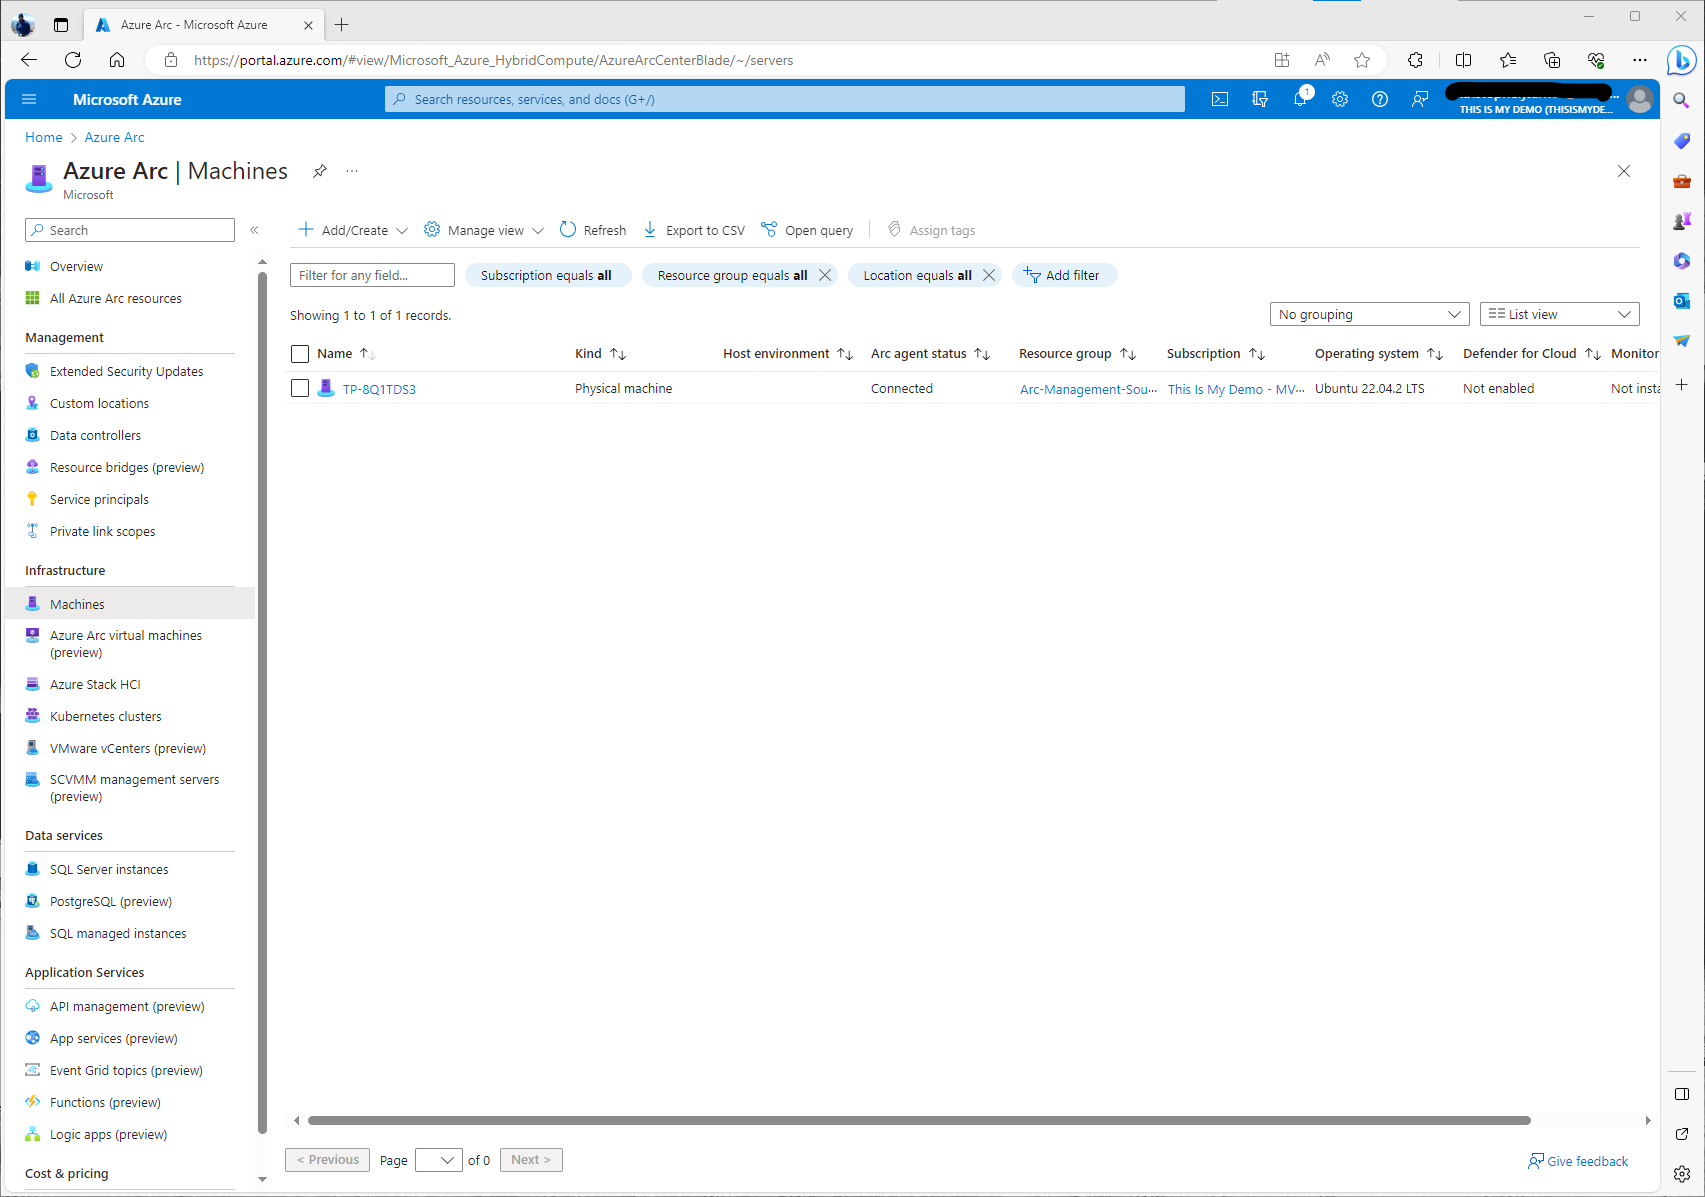 Azure Arc - Microsoft Azure
https://portal.azure.com/#view/Microsoft_Azure_HybridCompute/AzureArcCenterBlade/~/servers
Microsoft Azure
Search resources, services, and docs (G+/)
1
THIS IS MY DEMO (THISISMYDE...
Home > Azure Arc
Azure Arc | Machines
Microsoft
Search
«
Overview
All Azure Arc resources
Management
Extended Security Updates
Custom locations
Data controllers
Resource bridges (preview)
Service principals
Private link scopes
Infrastructure
Machines
Azure Arc virtual machines
(preview)
Azure Stack HCI
Kubernetes clusters
VMware vCenters (preview)
SCVMM management servers
(preview)
Data services
SQL Server instances
PostgreSQL (preview)
SQL managed instances
Application Services
API management (preview)
App services (preview)
Event Grid topics (preview)
Functions (preview)
Logic apps (preview)
Cost & pricing
Add/Create Manage view Refresh Export to CSV Open query Assign tags
Filter for any field... Subscription equals all Resource group equals all Location equals all Add filter
Showing 1 to 1 of 1 records.
No grouping List view
Name Kind Host environment Arc agent status Resource group Subscription Operating system Defender for Cloud Monitor
TP-8Q1TDS3 Physical machine Connected Arc-Management-Sou... This Is My Demo - MV... Ubuntu 22.04.2 LTS Not enabled Not insta
< Previous Page of 0 Next >
Give feedback